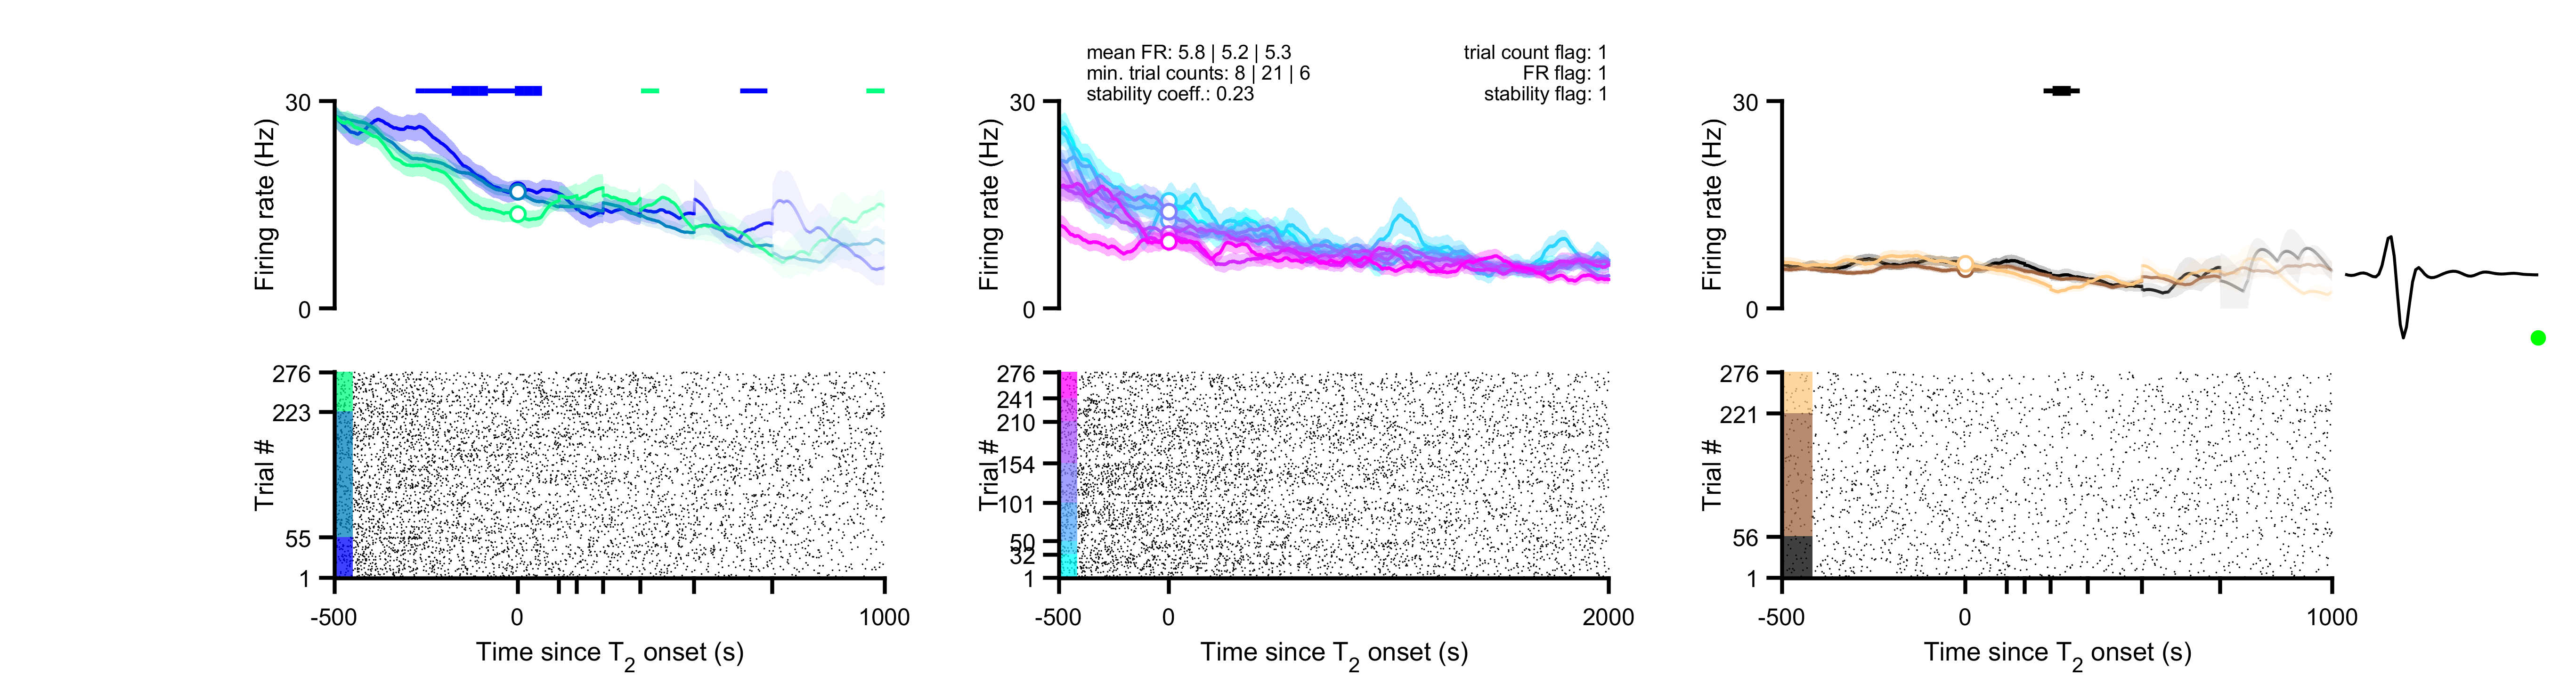 mean FR: 5.8 | 5.2 | 5.3
min. trial counts: 8 | 21 | 6
stability coeff.: 0.23
trial count flag: 1
FR flag: 1
stability flag: 1
30
0
Firing rate (Hz)
276
223
55
1
Trial #
-500
0
1000
Time since T2 onset (s)
30
0
Firing rate (Hz)
276
241
210
154
101
50
32
1
Trial #
-500
0
2000
Time since T2 onset (s)
30
0
Firing rate (Hz)
276
221
56
1
Trial #
-500
0
1000
Time since T2 onset (s)